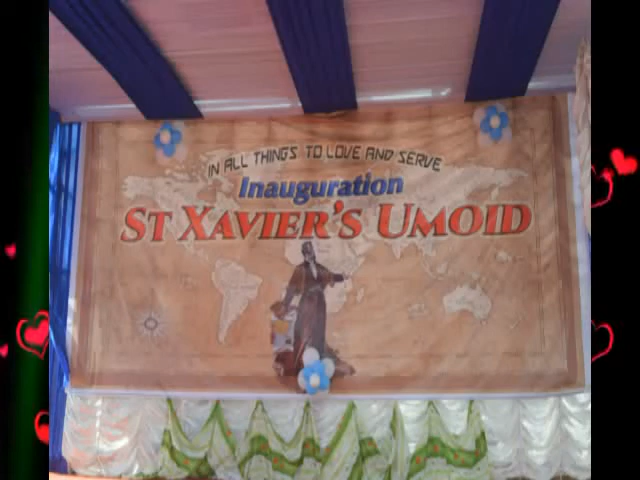 IN ALL THINGS TO LOVE AND SERVE
Inauguration
ST XAVIER'S UMOID